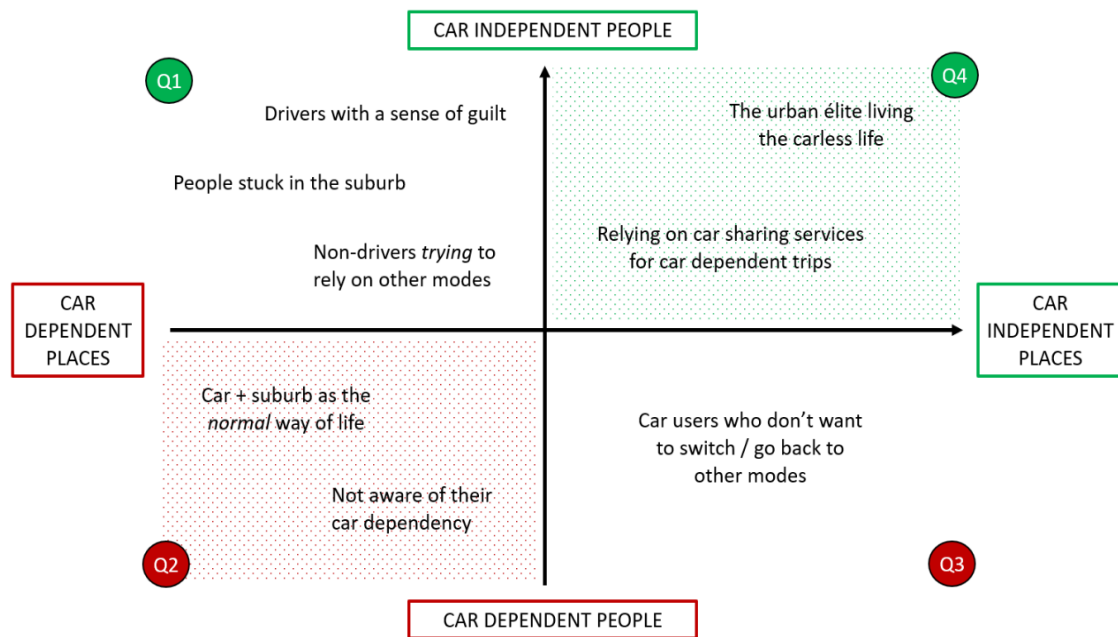 CAR INDEPENDENT PEOPLE
Q1
Q4
Drivers with a sense of guilt
The urban élite living
the carless life
People stuck in the suburb
Non-drivers trying to
rely on other modes
Relying on car sharing services
for car dependent trips
CAR
DEPENDENT
PLACES
CAR
INDEPENDENT
PLACES
Car + suburb as the
normal way of life
Car users who don’t want
to switch / go back to
other modes
Not aware of their
car dependency
Q2
Q3
CAR DEPENDENT PEOPLE